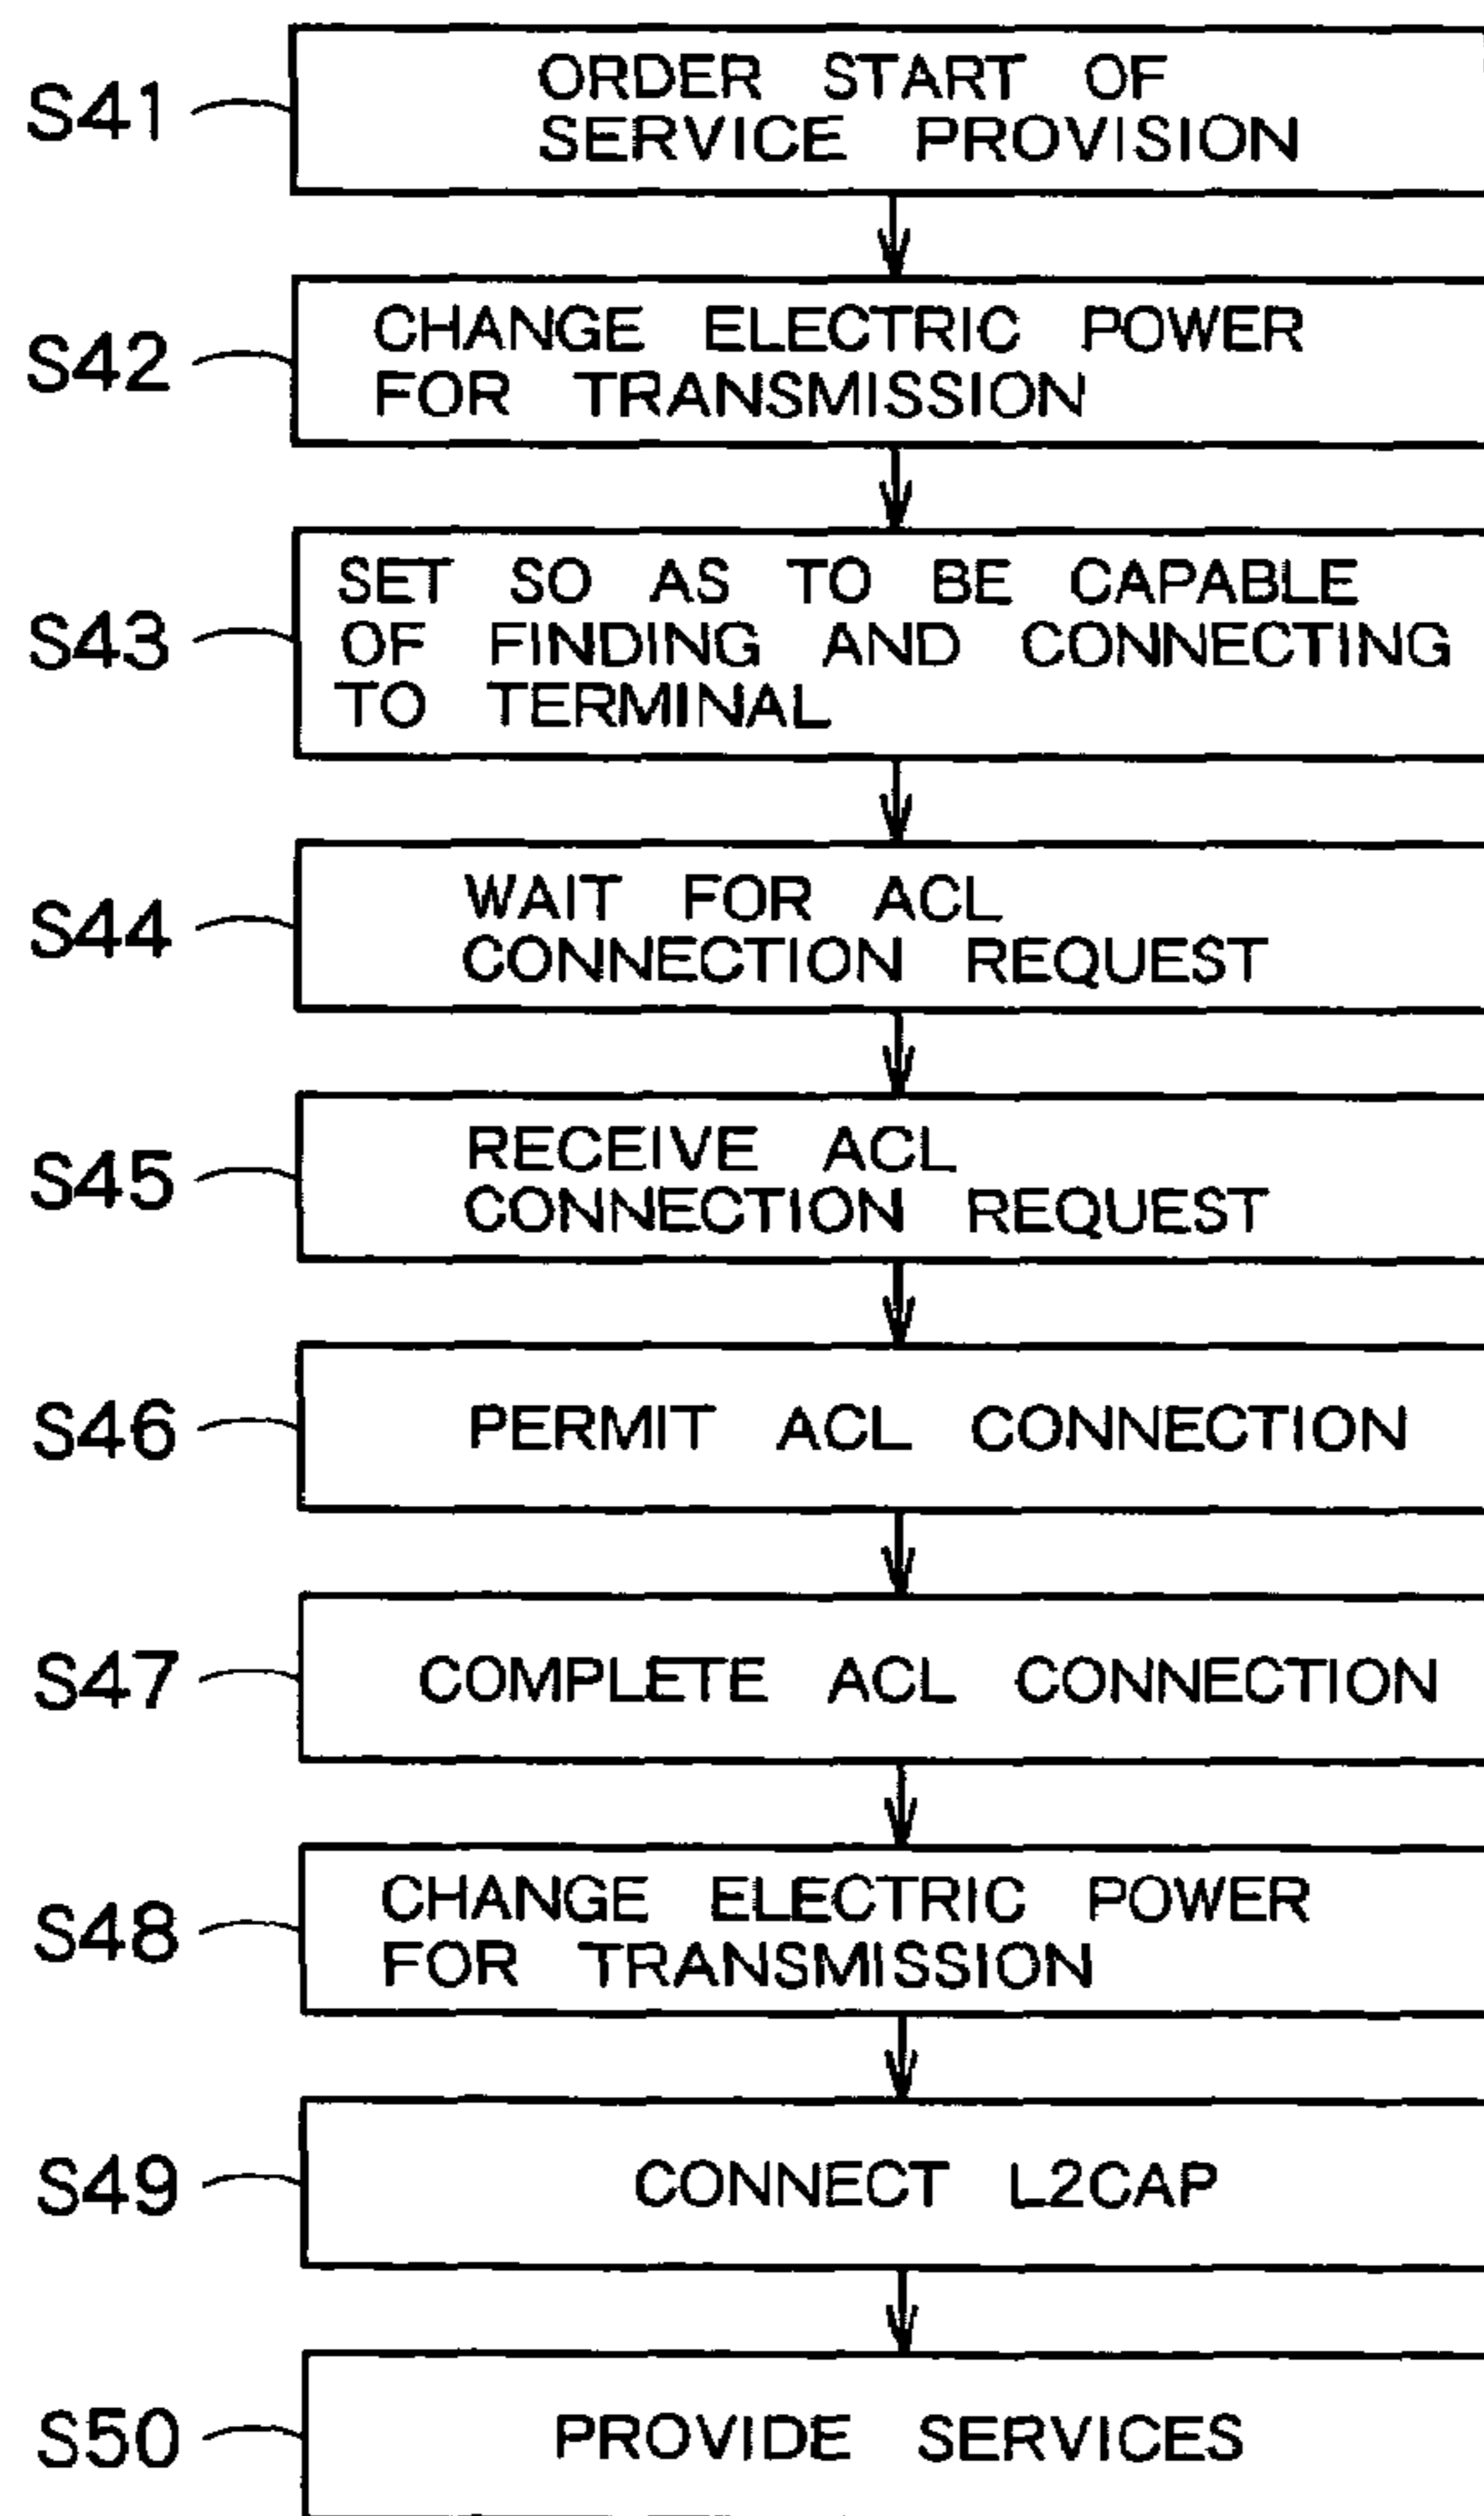 S41
ORDER START OF
SERVICE PROVISION
S42
CHANGE ELECTRIC POWER
FOR TRANSMISSION
S43
SET SO AS TO BE CAPABLE
OF FINDING AND CONNECTING
TO TERMINAL
S44
WAIT FOR ACL
CONNECTION REQUEST
S45
RECEIVE ACL
CONNECTION REQUEST
S46
PERMIT ACL CONNECTION
S47
COMPLETE ACL CONNECTION
S48
CHANGE ELECTRIC POWER
FOR TRANSMISSION
S49
CONNECT L2CAP
S50
PROVIDE SERVICES